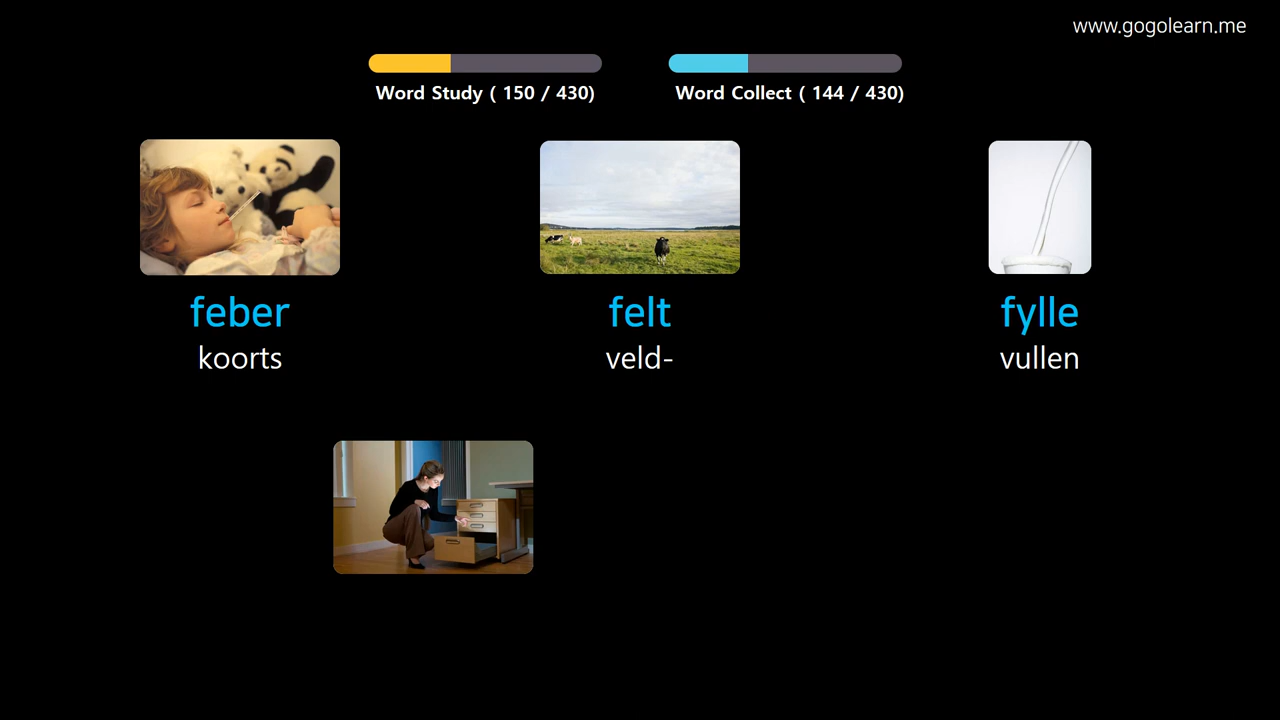 www.gogolearn.me
Word Study ( 150 / 430)
Word Collect ( 144 / 430)
feber
felt
fylle
koorts
veld-
vullen